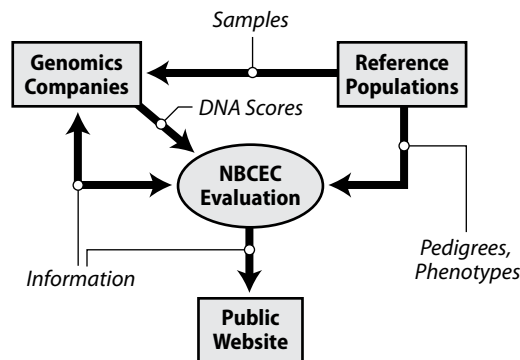 Samples
Genomics
Companies
Reference
Populations
DNA Scores
NBCEC
Evaluation
Pedigrees,
Phenotypes
Information
Public
Website